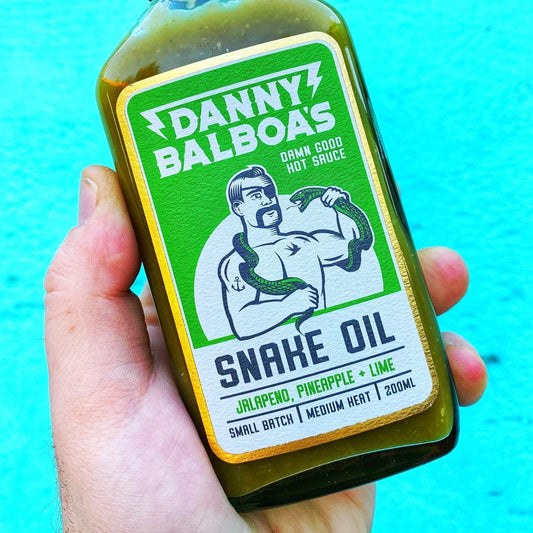 DANNY
BALBOA'S
DAMN GOOD
HOT SAUCE
SNAKE OIL
JALAPENO, PINEAPPLE + LIME
SMALL BATCH | MEDIUM HEAT | 200ML